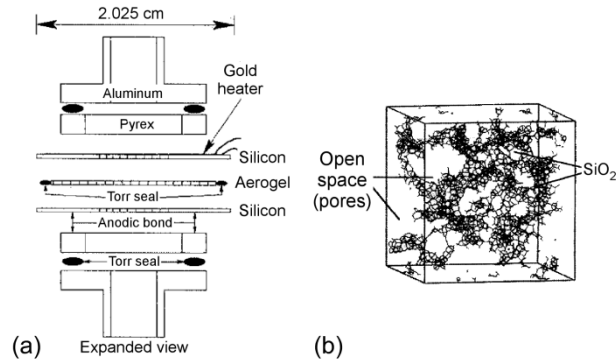 2.025 cm
Aluminum
Gold
heater
Pyrex
Silicon
Aerogel
Torr seal
Silicon
Anodic bond
Torr seal
(a)
Expanded view
Open
space
(pores)
SiO2
(b)